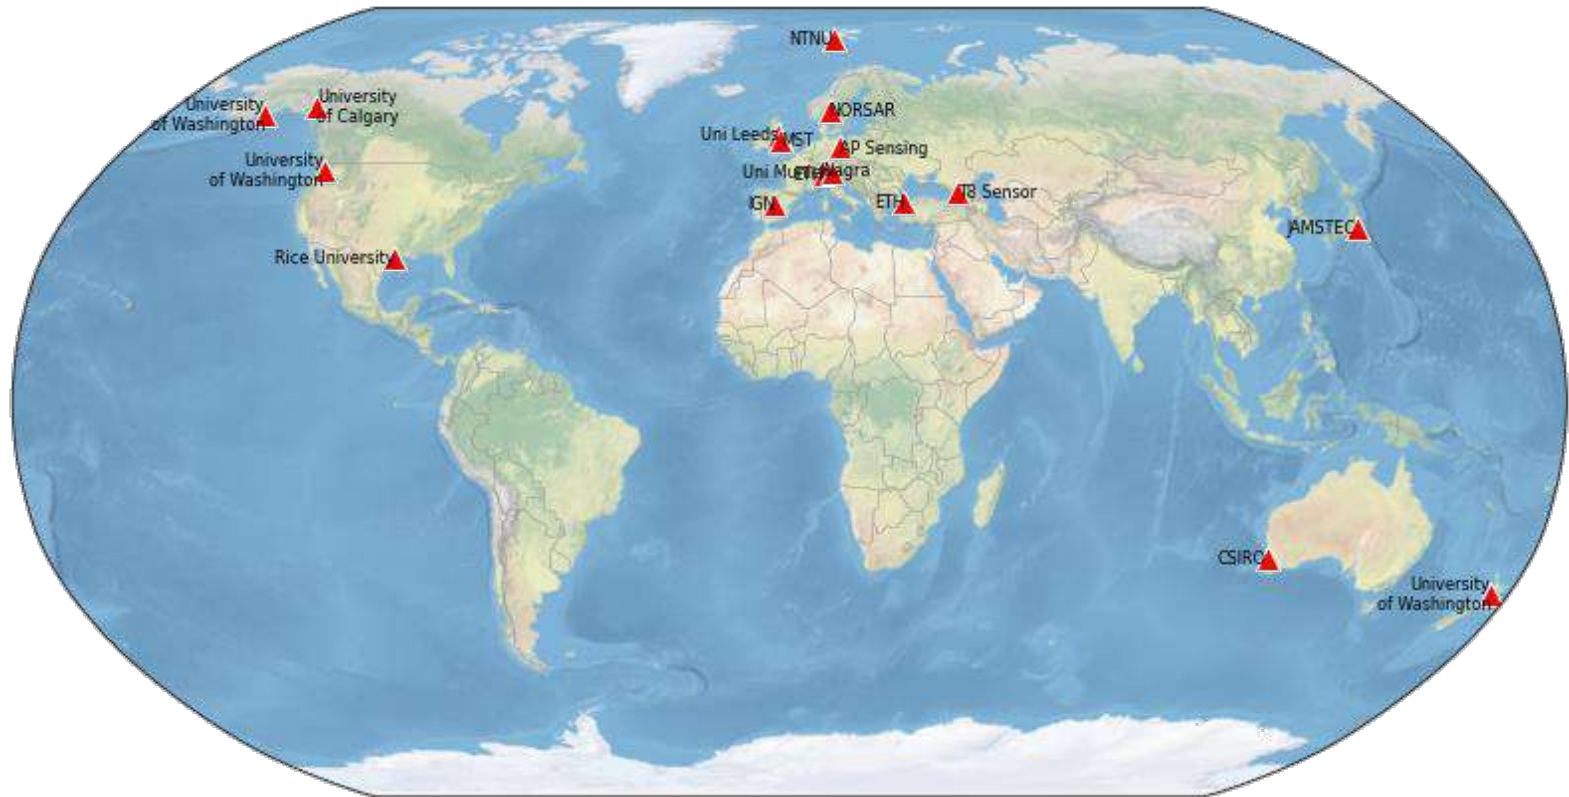 NTNU
University
of Washington
University
of Calgary
NORSAR
Uni Leeds
MST
AP Sensing
University
of Washington
Nagra
ETH
T8 Sensor
IGN
JAMSTEC
Rice University
CSIRO
University
of Washington